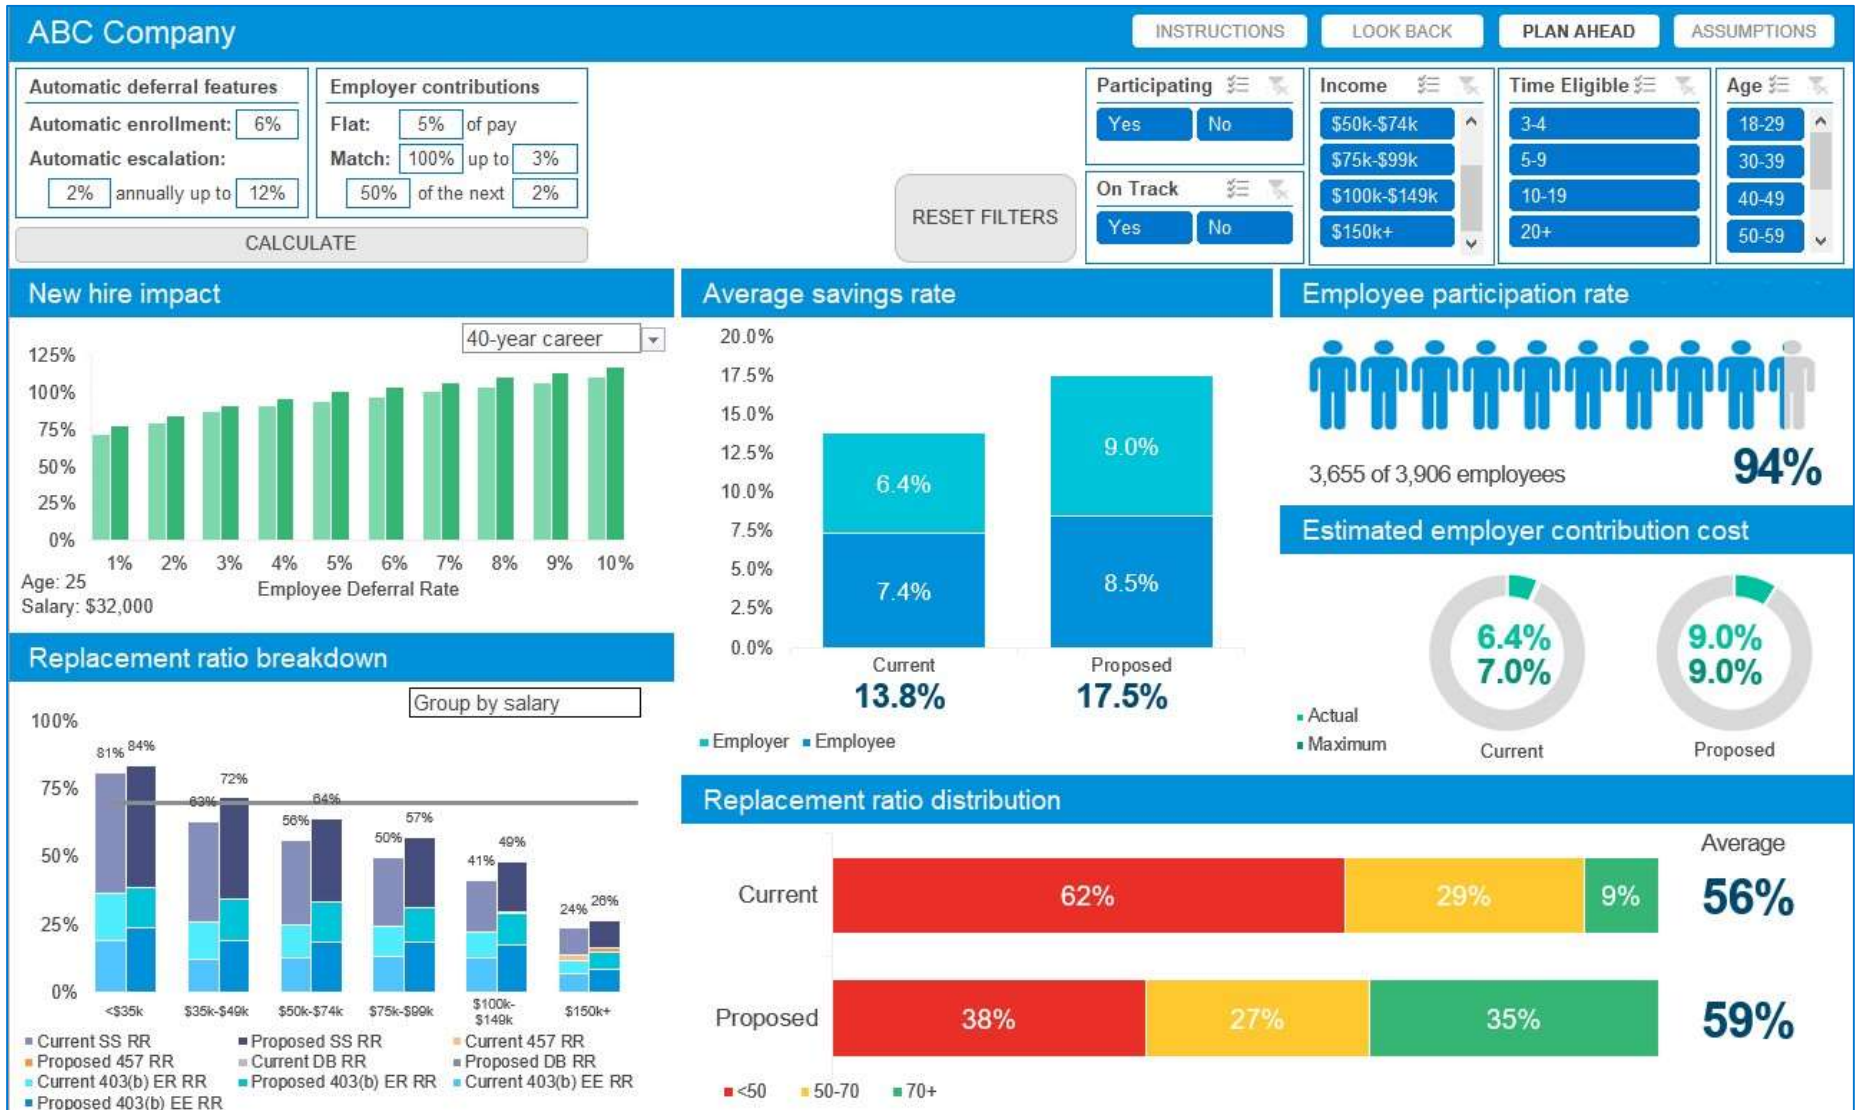 ABC Company
INSTRUCTIONS
LOOK BACK
PLAN AHEAD
ASSUMPTIONS
Automatic deferral features
Automatic enrollment: 6%
Automatic escalation:
2% annually up to 12%
Employer contributions
Flat: 5% of pay
Match: 100% up to 3%
50% of the next 2%
CALCULATE
RESET FILTERS
Participating
Yes No
On Track
Yes No
Income
$50k-$74k
$75k-$99k
$100k-$149k
$150k+
Time Eligible
3-4
5-9
10-19
20+
Age
18-29
30-39
40-49
50-59
New hire impact
40-year career
125%
100%
75%
50%
25%
0%
1% 2% 3% 4% 5% 6% 7% 8% 9% 10%
Employee Deferral Rate
Age: 25
Salary: $32,000
Replacement ratio breakdown
Group by salary
100%
75%
50%
25%
0%
81% 84%
63% 72%
56% 64%
50% 57%
41% 49%
24% 26%
<$35k $35k-$49k $50k-$74k $75k-$99k $100k-
$149k $150k+
Current SS RR Proposed SS RR Current 457 RR
Proposed 457 RR Current DB RR Proposed DB RR
Current 403(b) ER RR Proposed 403(b) ER RR Current 403(b) EE RR
Proposed 403(b) EE RR
Average savings rate
20.0%
17.5%
15.0%
12.5%
10.0%
7.5%
5.0%
2.5%
0.0%
6.4%
7.4%
9.0%
8.5%
Current Proposed
13.8% 17.5%
Employer Employee
Employee participation rate
3,655 of 3,906 employees
94%
Estimated employer contribution cost
6.4%
7.0%
9.0%
9.0%
Actual
Maximum
Current Proposed
Replacement ratio distribution
Average
Current 62% 29% 9% 56%
Proposed 38% 27% 35% 59%
<50 50-70 70+